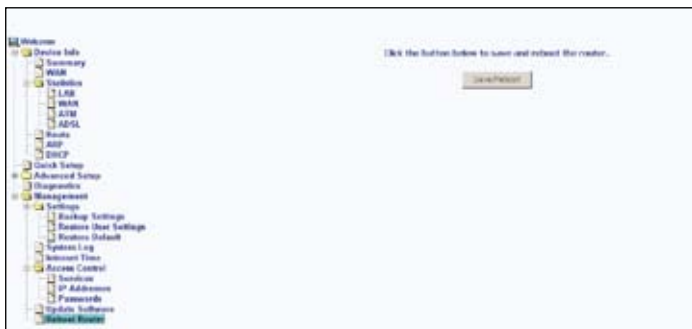 Welcome
Device Info
Summary
WAN
Statistics
LAN
WAN
ATM
ADSL
Route
ARP
DHCP
Quick Setup
Advanced Setup
Diagnostics
Management
Settings
Backup Settings
Restore User Settings
Restore Default
System Log
Internet Time
Access Control
Services
IP Addresses
Passwords
Update Software
Reboot Router
Click the button below to save and reboot the router.
Save/Reboot